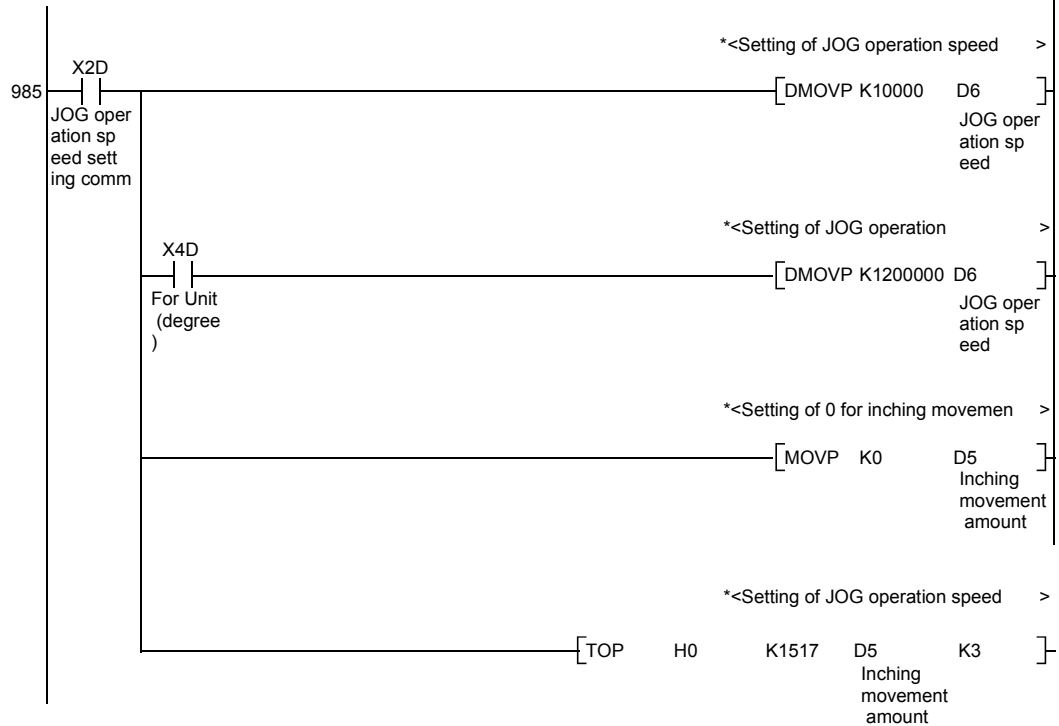 *<Setting of JOG operation speed >
X2D
985
DMOVP K10000 D6
JOG oper
ation sp
eed sett
ing comm
JOG oper
ation sp
eed
*<Setting of JOG operation >
X4D
DMOVP K1200000 D6
For Unit
(degree
)
JOG oper
ation sp
eed
*<Setting of 0 for inching movemen >
MOVP K0 D5
Inching
movement
amount
*<Setting of JOG operation speed >
TOP H0 K1517 D5 K3
Inching
movement
amount